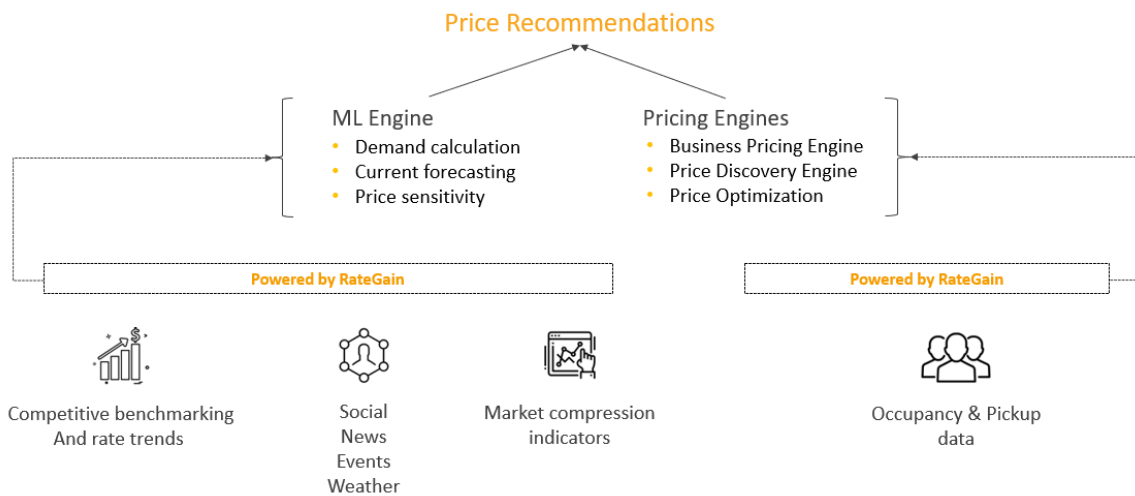 Price Recommendations
ML Engine
Demand calculation
Current forecasting
Price sensitivity
Pricing Engines
Business Pricing Engine
Price Discovery Engine
Price Optimization
Powered by RateGain
Powered by RateGain
$
Competitive benchmarking
And rate trends
Social
News
Events
Weather
Market compression
indicators
Occupancy & Pickup
data